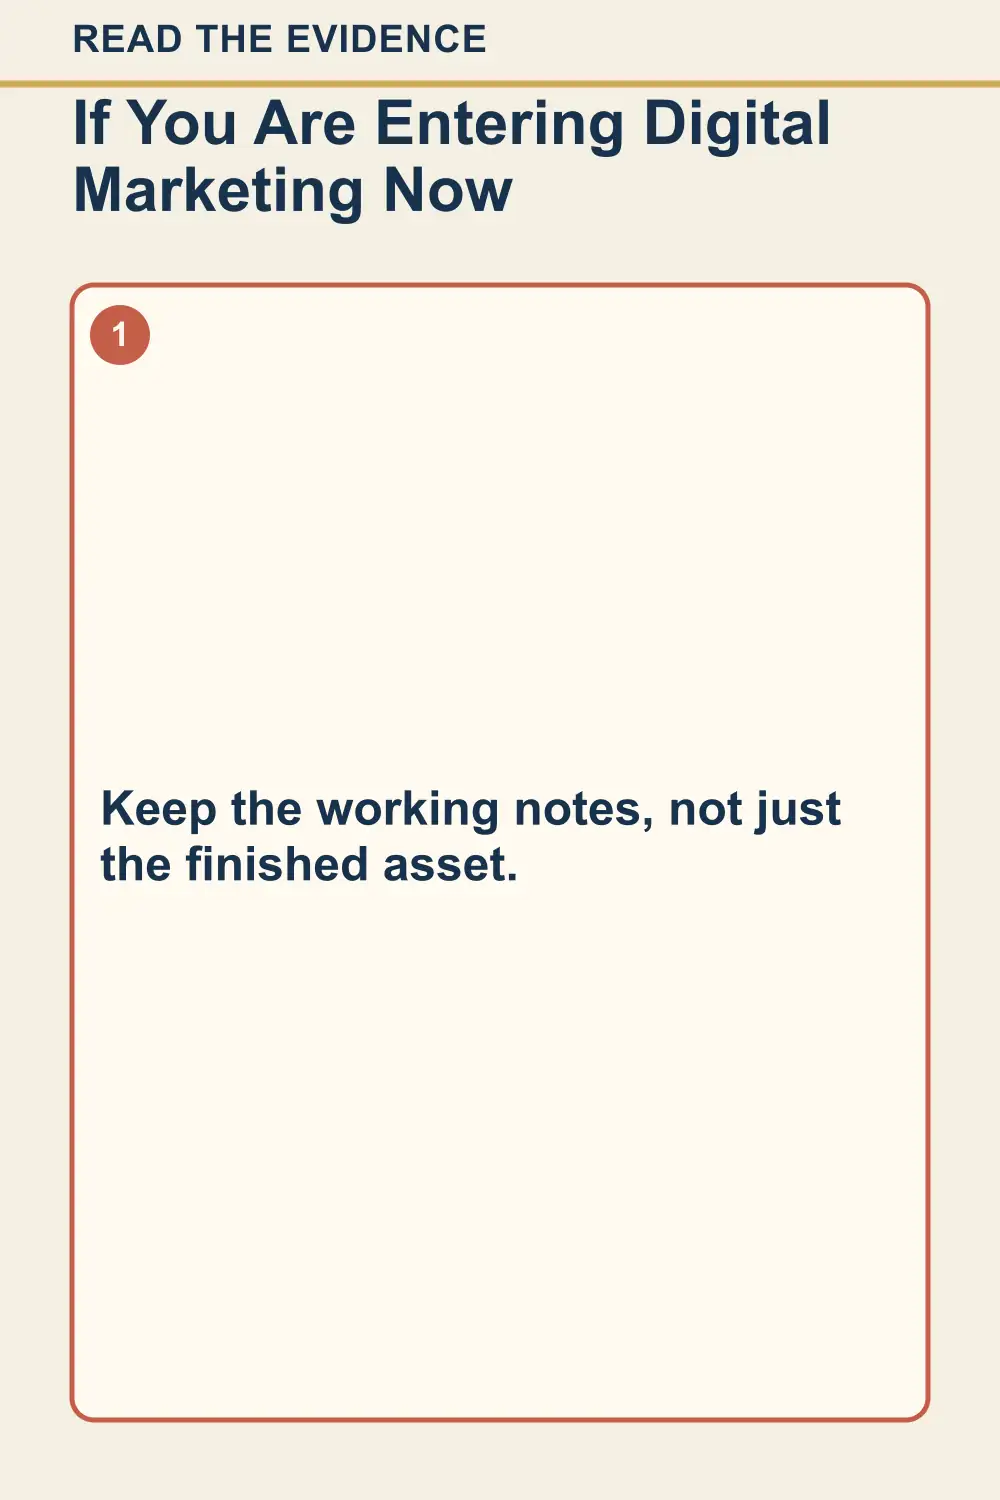 READ THE EVIDENCE
If You Are Entering Digital
Marketing Now
1
Keep the working notes, not just
the finished asset.